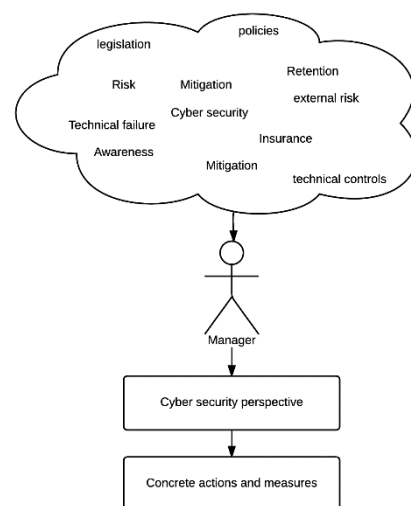 policies
legislation
Retention
Risk
Mitigation
external risk
Cyber security
Technical failure
Insurance
Awareness
Mitigation
technical controls
Manager
Cyber security perspective
Concrete actions and measures